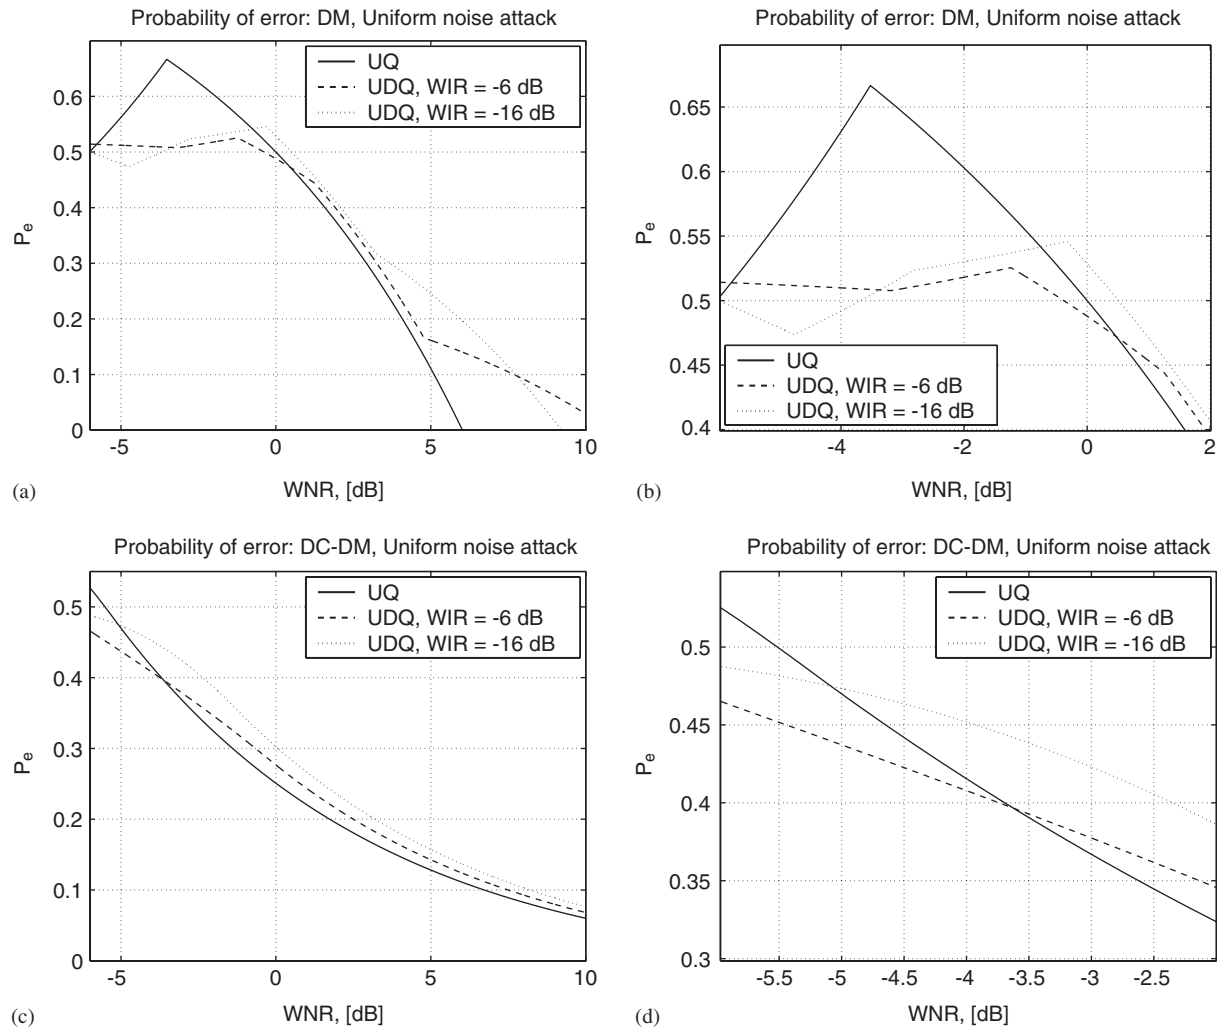 Probability of error: DM, Uniform noise attack
UQ
UDQ, WIR = -6 dB
UDQ, WIR = -16 dB
0.6
0.5
0.4
0.3
0.2
0.1
0
Pe
-5
0
5
10
WNR, [dB]
(a)
Probability of error: DM, Uniform noise attack
0.65
0.6
0.55
0.5
0.45
0.4
Pe
UQ
UDQ, WIR = -6 dB
UDQ, WIR = -16 dB
-4
-2
0
2
WNR, [dB]
(b)
Probability of error: DC-DM, Uniform noise attack
UQ
UDQ, WIR = -6 dB
UDQ, WIR = -16 dB
0.5
0.4
0.3
0.2
0.1
0
Pe
-5
0
5
10
WNR, [dB]
(c)
Probability of error: DC-DM, Uniform noise attack
UQ
UDQ, WIR = -6 dB
UDQ, WIR = -16 dB
0.5
0.45
0.4
0.35
0.3
Pe
-5.5
-5
-4.5
-4
-3.5
-3
-2.5
WNR, [dB]
(d)